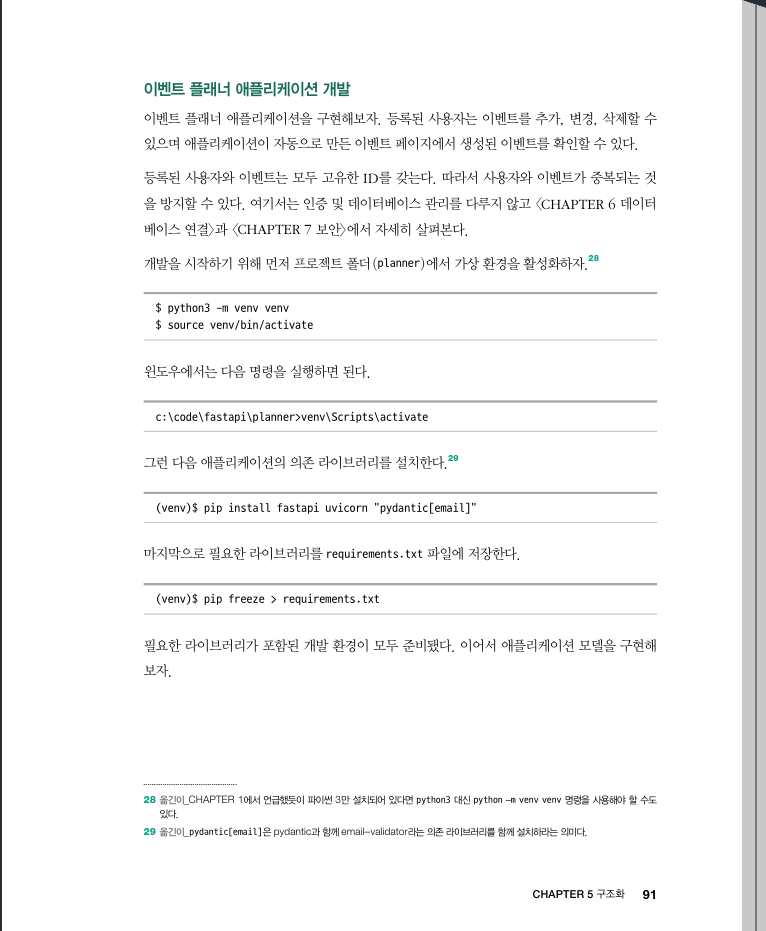 이벤트 플래너 애플리케이션 개발
이벤트 플래너 애플리케이션을 구현해보자. 등록된 사용자는 이벤트를 추가, 변경, 삭제할 수
있으며 애플리케이션이 자동으로 만든 이벤트 페이지에서 생성된 이벤트를 확인할 수 있다.
등록된 사용자와 이벤트는 모두 고유한 ID를 갖는다. 따라서 사용자와 이벤트가 중복되는 것
을 방지할 수 있다. 여기서는 인증 및 데이터베이스 관리를 다루지 않고 〈CHAPTER 6 데이터
베이스 연결〉과 〈CHAPTER 7 보안〉에서 자세히 살펴본다.
개발을 시작하기 위해 먼저 프로젝트 폴더(planner)에서 가상 환경을 활성화하자.28
$ python3 -m venv venv
$ source venv/bin/activate
윈도우에서는 다음 명령을 실행하면 된다.
c:\code\fastapi\planner>venv\Scripts\activate
그런 다음 애플리케이션의 의존 라이브러리를 설치한다.29
(venv)$ pip install fastapi uvicorn "pydantic[email]"
마지막으로 필요한 라이브러리를 requirements.txt 파일에 저장한다.
(venv)$ pip freeze > requirements.txt
필요한 라이브러리가 포함된 개발 환경이 모두 준비됐다. 이어서 애플리케이션 모델을 구현해
보자.
28 옮긴이_CHAPTER 1에서 언급했듯이 파이썬 3만 설치되어 있다면 python3 대신 python -m venv venv 명령을 사용해야 할 수도
있다.
29 옮긴이_pydantic[email]은 pydantic과 함께 email-validator라는 의존 라이브러리를 함께 설치하라는 의미다.
CHAPTER 5 구조화 91